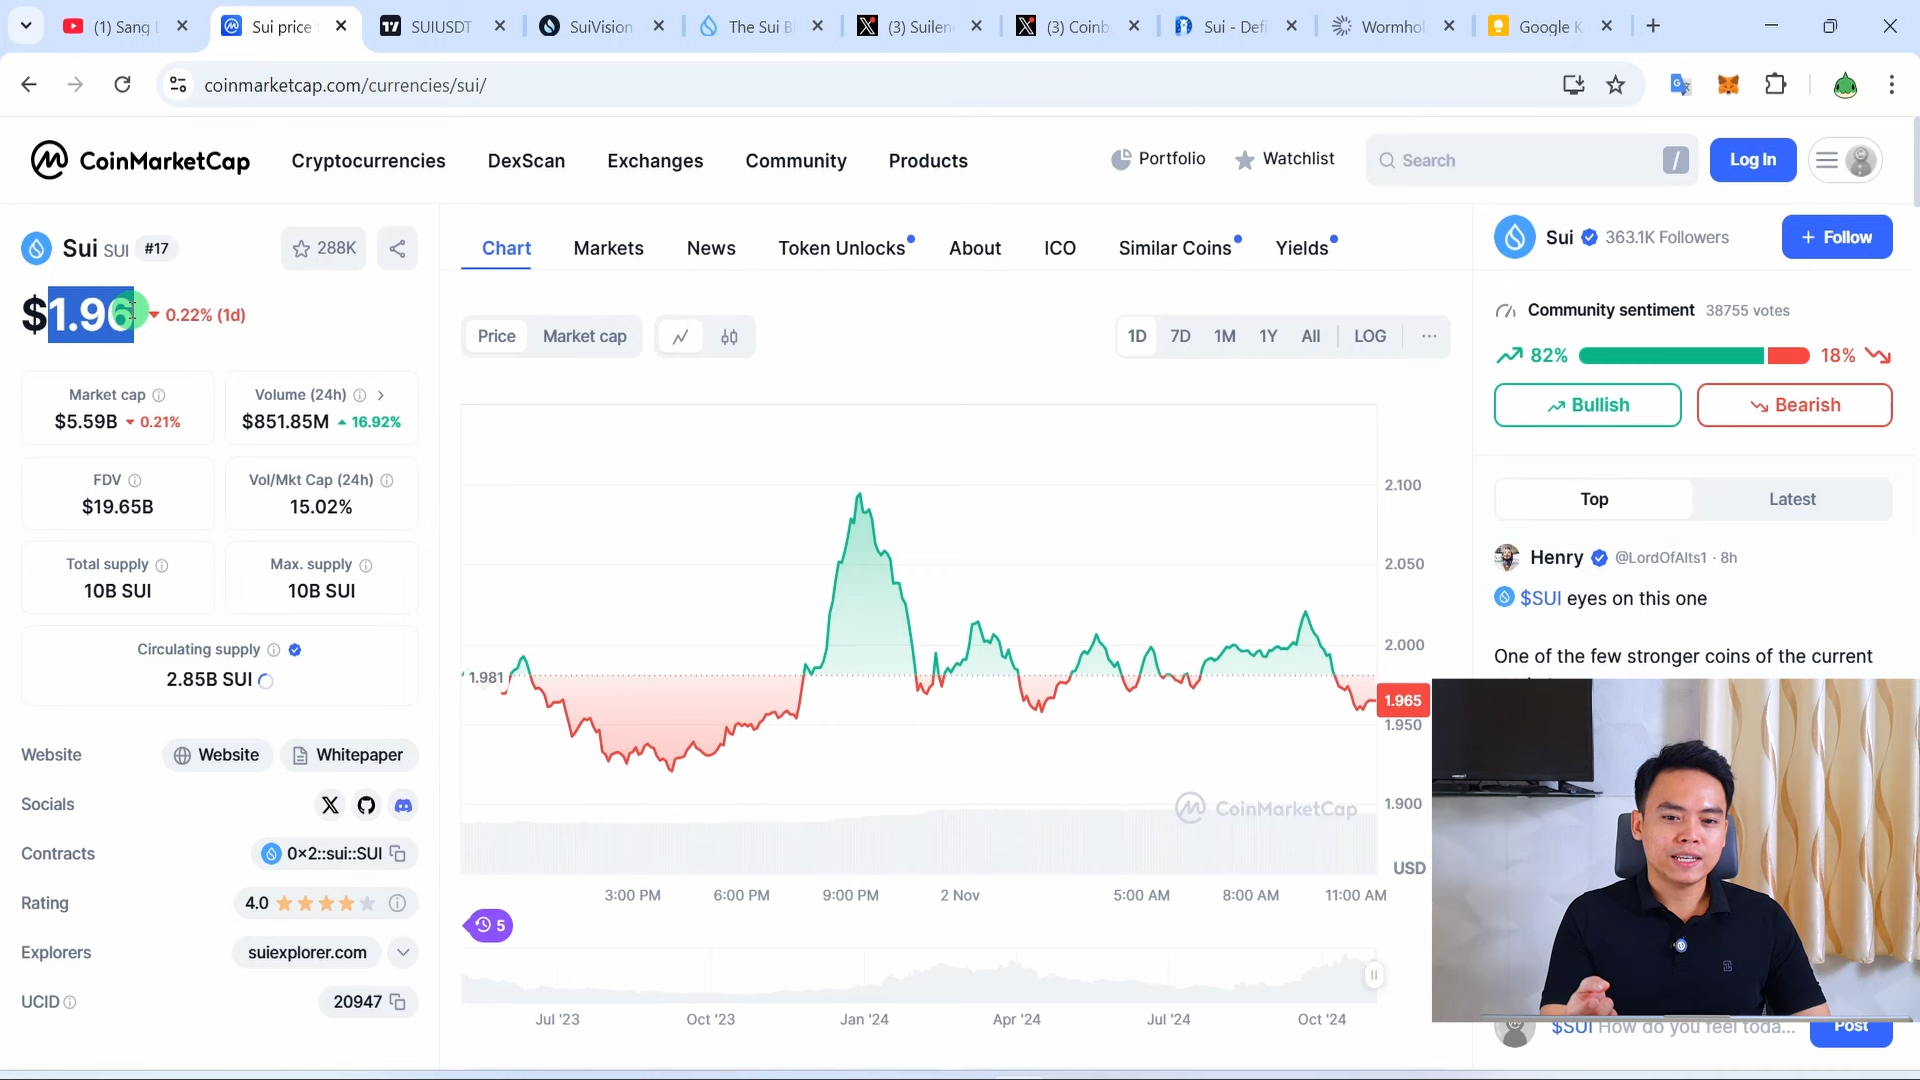 (1) Sang L
Sui price t
SUIUSDT
SuiVision
The Sui Bl
(3) Suilen
(3) Coinb
Sui - Defi
Wormhol
Google K
coinmarketcap.com/currencies/sui/
CoinMarketCap
Cryptocurrencies
DexScan
Exchanges
Community
Products
Portfolio
Watchlist
Search
/
Log In
Sui SUI #17
288K
$1.96
0.22% (1d)
Market cap
$5.59B 0.21%
Volume (24h)
$851.85M 16.92%
FDV
$19.65B
Vol/Mkt Cap (24h)
15.02%
Total supply
10B SUI
Max. supply
10B SUI
Circulating supply
2.85B SUI
Website
Website
Whitepaper
Socials
Contracts
0×2::sui::SUI
Rating
4.0
Explorers
suiexplorer.com
UCID
20947
Chart
Markets
News
Token Unlocks
About
ICO
Similar Coins
Yields
Price
Market cap
1D
7D
1M
1Y
All
LOG
2.100
2.050
2.000
1.981
1.965
1.950
1.900
CoinMarketCap
USD
3:00 PM
6:00 PM
9:00 PM
2 Nov
5:00 AM
8:00 AM
11:00 AM
5
Jul '23
Oct '23
Jan '24
Apr '24
Jul '24
Oct '24
Sui 363.1K Followers
+ Follow
Community sentiment 38755 votes
82%
18%
Bullish
Bearish
Top
Latest
Henry @LordOfAlts1 · 8h
$SUI eyes on this one
One of the few stronger coins of the current
$SUI How do you feel toda...
Post